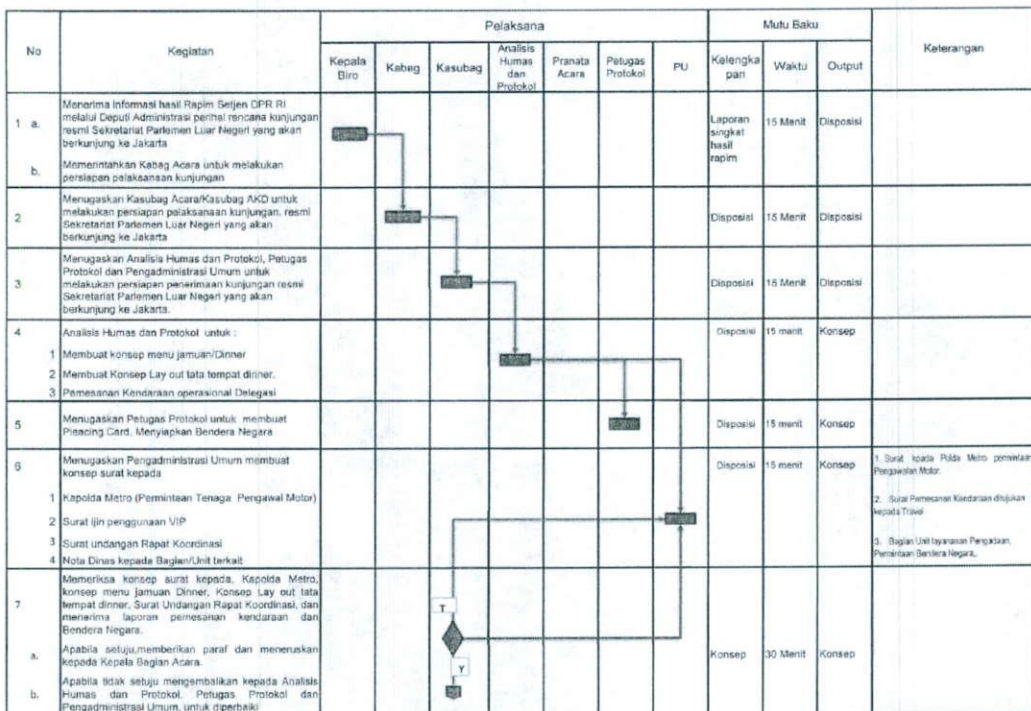 No
Kegiatan
Pelaksana
Mutu Baku
Keterangan
Kepala
Biro
Kabag
Kasubag
Analisis
Humas
dan
Protokol
Pranata
Acara
Petugas
Protokol
PU
Kelengka
pan
Waktu
Output
1 a.
Menerima Informasi hasil Rapim Setjen DPR RI
melalui Deputi Administrasi perihal rencana kunjungan
resmi Sekretariat Parlemen Luar Negeri yang akan
berkunjung ke Jakarta
Laporan
singkat
hasil
rapim
15 Menit
Disposisi
b.
Memerintahkan Kabag Acara untuk melakukan
persiapan pelaksanaan kunjungan
2
Menugaskan Kasubag Acara/Kasubag AKD untuk
melakukan persiapan pelaksanaan kunjungan, resmi
Sekretariat Parlemen Luar Negeri yang akan
berkunjung ke Jakarta
Disposisi
15 Menit
Disposisi
3
Menugaskan Analisis Humas dan Protokol, Petugas
Protokol dan Pengadministrasi Umum untuk
melakukan persiapan penerimaan kunjungan resmi
Sekretariat Parlemen Luar Negeri yang akan
berkunjung ke Jakarta.
Disposisi
15 Menit
Disposisi
4
Analisis Humas dan Protokol untuk :
Disposisi
15 menit
Konsep
1 Membuat konsep menu jamuan/Dinner
2 Membuat Konsep Lay out tata tempat dinner.
3 Pemesanan Kendaraan operasional Delegasi
5
Menugaskan Petugas Protokol untuk membuat
Pleacing Card, Menyiapkan Bendera Negara
Disposisi
15 menit
Konsep
6
Menugaskan Pengadministrasi Umum membuat
konsep surat kepada
Disposisi
15 menit
Konsep
1. Surat kpada Polda Metro permintaan
Pengawalan Motor.
1 Kapolda Metro (Permintaan Tenaga Pengawal Motor)
2 Surat ijin penggunaan VIP
2. Surat Pemesanan Kendaraan ditujukan
kepada Travel
3 Surat undangan Rapat Koordinasi
4 Nota Dinas kepada Bagian/Unit terkait
3. Bagian Unit layananan Pengadaan,
Permintaan Bendera Negara,.
7
Memeriksa konsep surat kepada, Kapolda Metro,
konsep menu jamuan Dinner, Konsep Lay out tata
tempat dinner, Surat Undangan Rapat Koordinasi, dan
menerima laporan pemesanan kendaraan dan
Bendera Negara.
T
a.
Apabila setuju,memberikan paraf dan meneruskan
kepada Kepala Bagian Acara.
Y
Konsep
30 Menit
Konsep
b.
Apabila tidak setuju mengembalikan kepada Analisis
Humas dan Protokol, Petugas Protokol dan
Pengadministrasi Umum, untuk diperbaiki